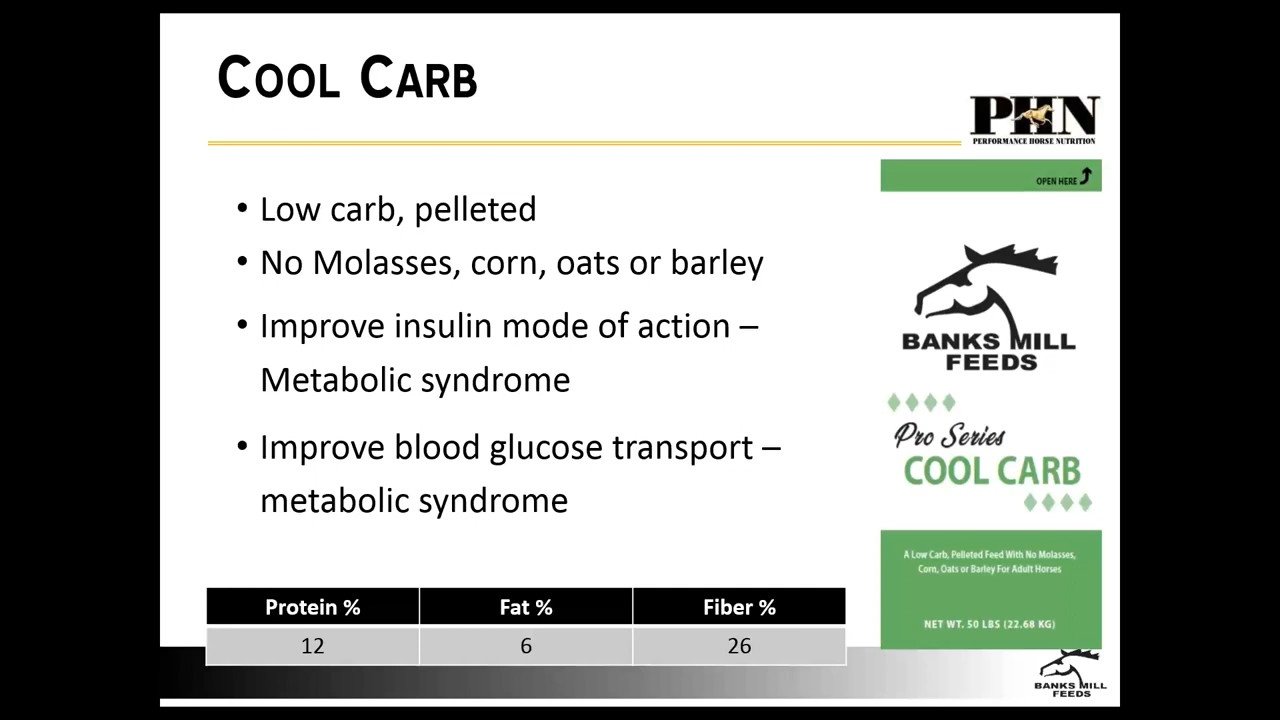 COOL CARB
PHN
PERFORMANCE HORSE NUTRITION
OPEN HERE
• Low carb, pelleted
• No Molasses, corn, oats or barley
• Improve insulin mode of action –
Metabolic syndrome
• Improve blood glucose transport –
metabolic syndrome
BANKS MILL
FEEDS
Pro Series
COOL CARB
A Low Carb, Pelleted Feed With No Molasses,
Corn, Oats or Barley For Adult Horses
NET WT. 50 LBS (22.68 KG)
Protein % Fat % Fiber %
12 6 26
BANKS MILL
FEEDS